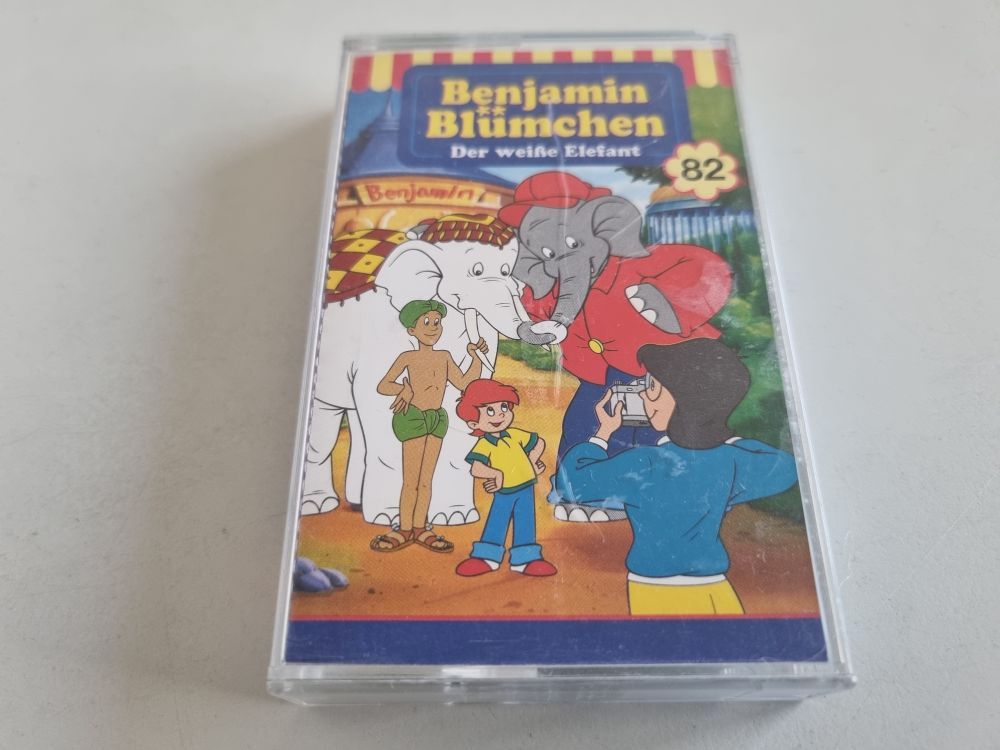 Benjamin
Blümchen
Der weiße Elefant
82
Benjamin